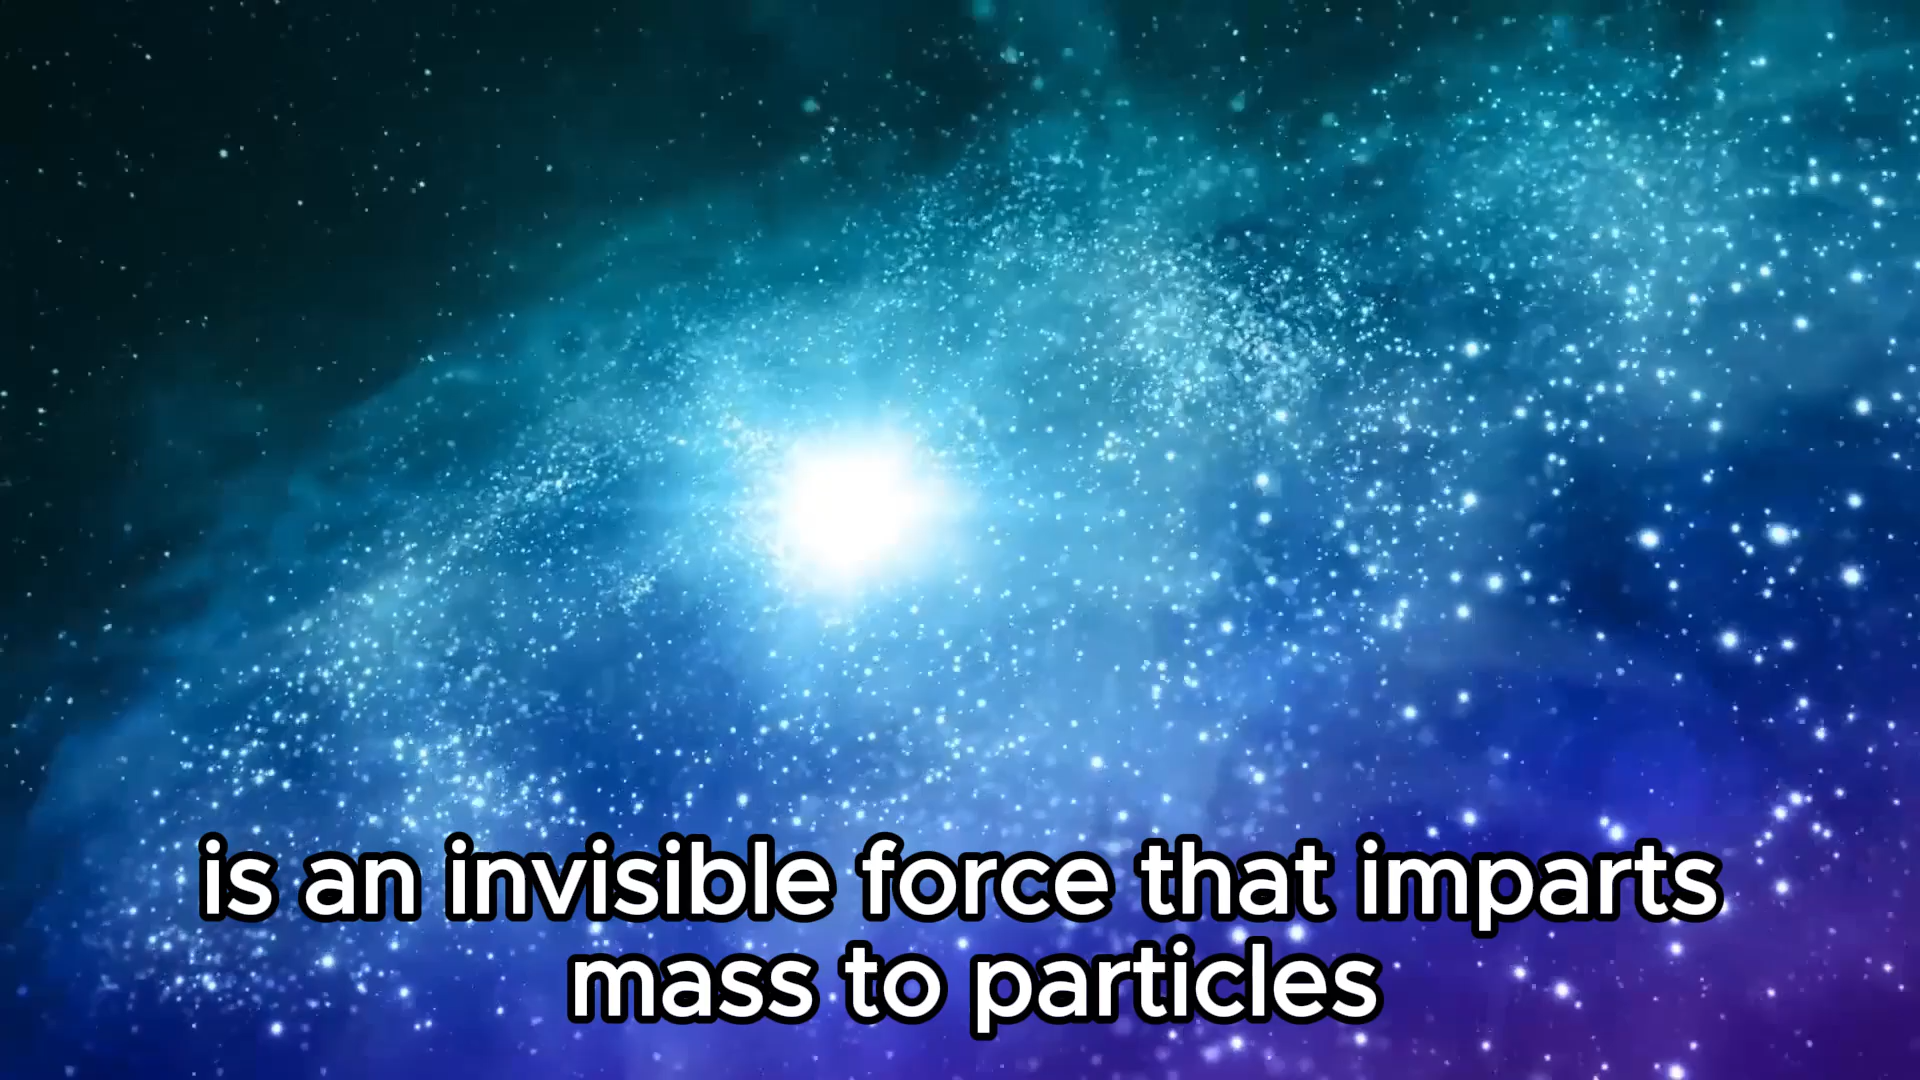 is an invisible force that imparts
mass to particles